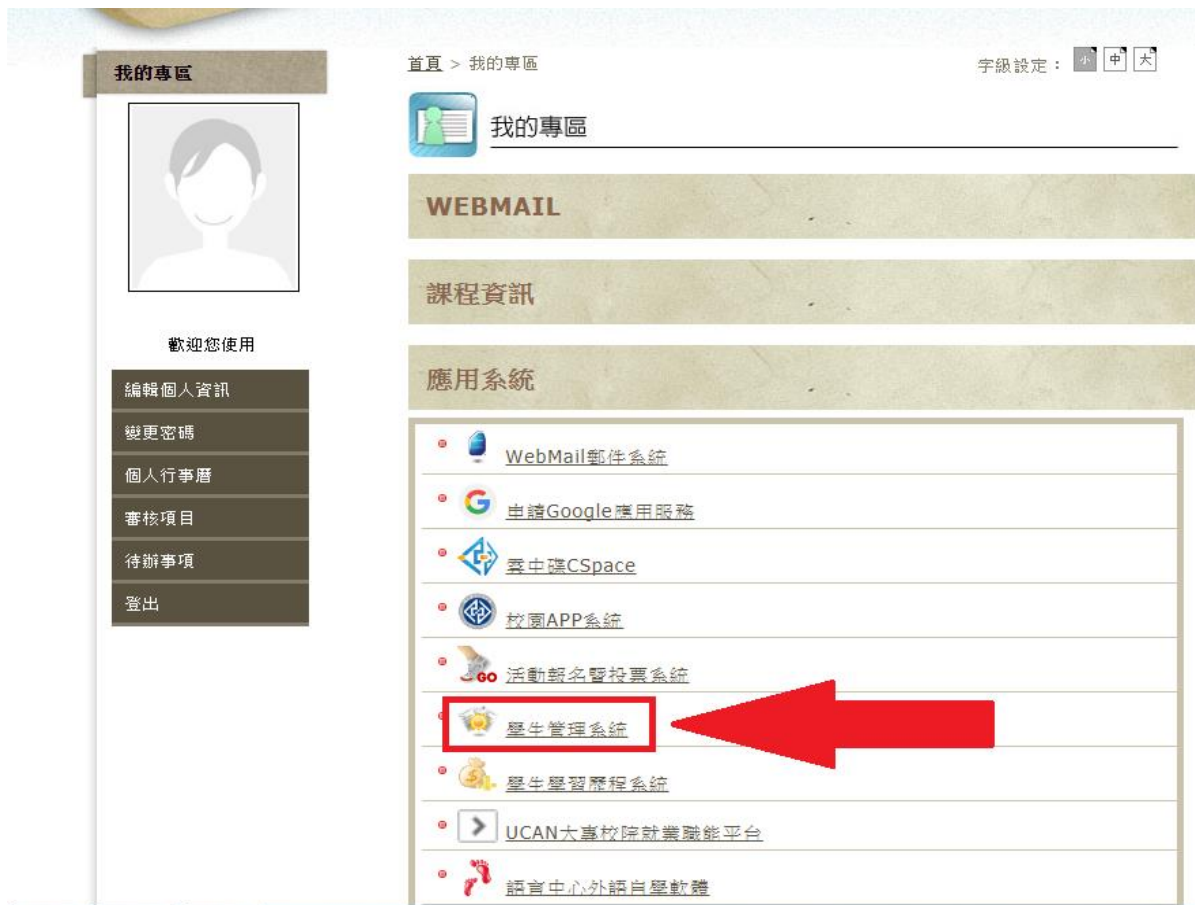 我的專區
歡迎您使用
編輯個人資訊
變更密碼
個人行事曆
審核項目
待辦事項
登出
首頁 > 我的專區
字級設定： 小 中 大
我的專區
WEBMAIL
課程資訊
應用系統
WebMail郵件系統
申請Google應用服務
雲中碟CSpace
校園APP系統
GO 活動報名暨投票系統
學生管理系統
學生學習歷程系統
UCAN大專校院就業職能平台
語言中心外語自學軟體